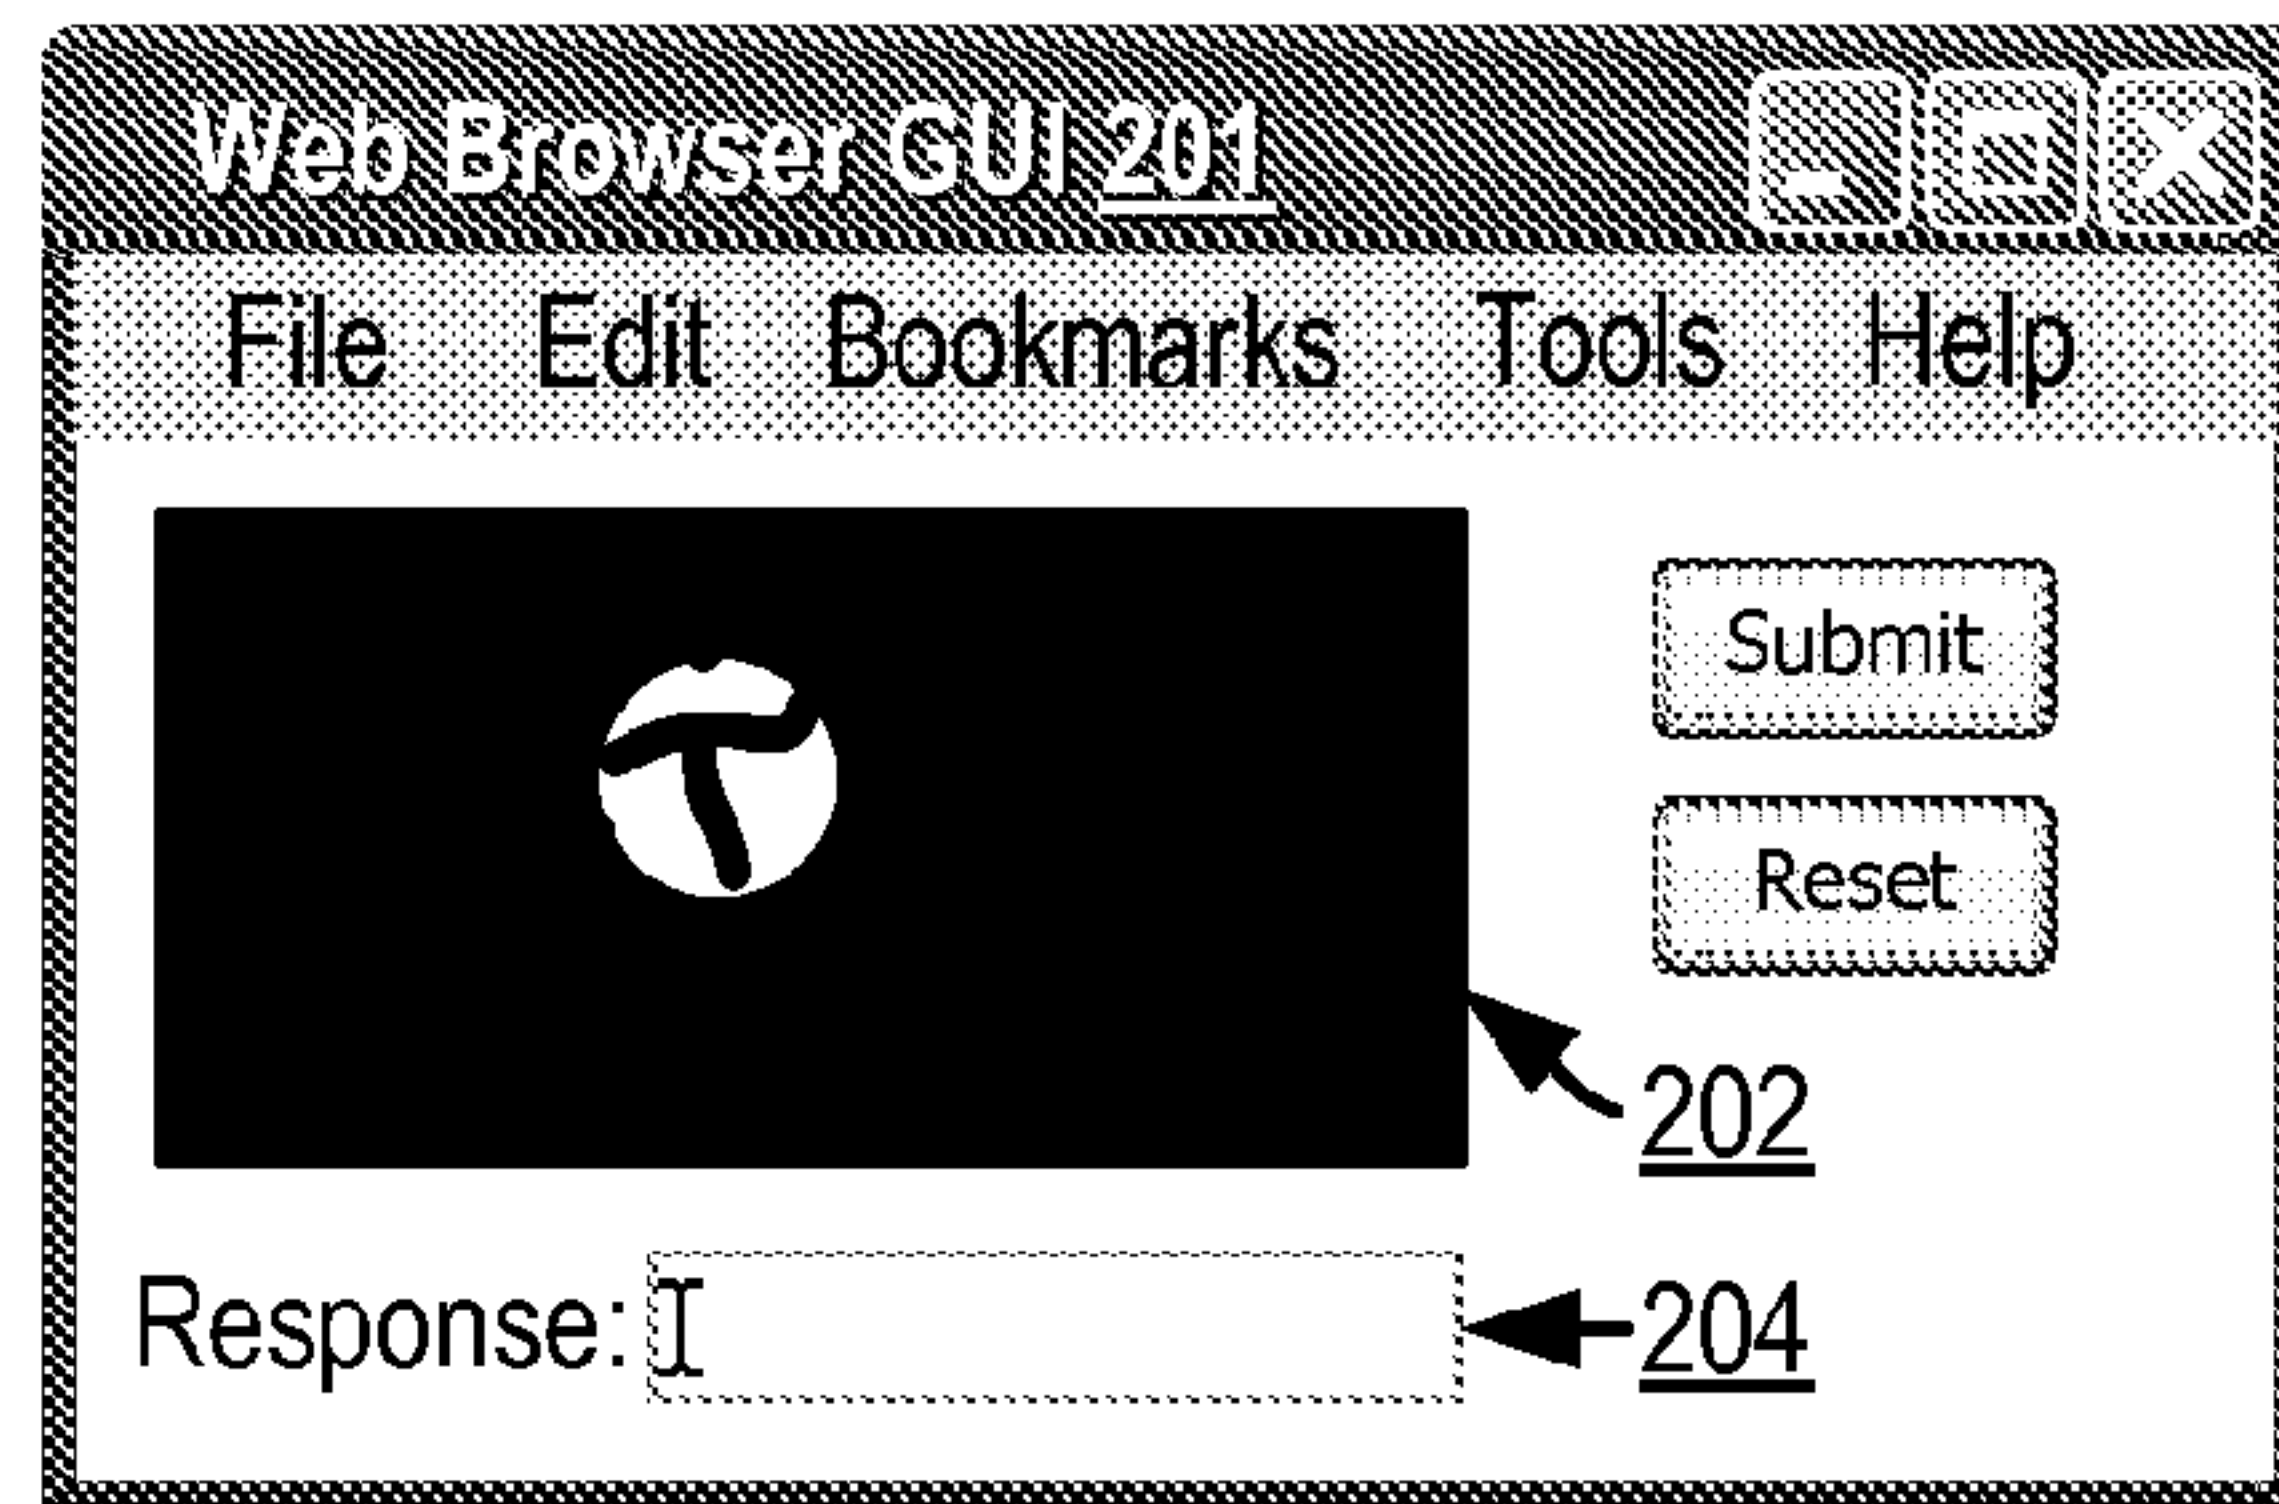 Web Browser GUI 201
File Edit Bookmarks Tools Help
T
Submit
Reset
202
Response:
204